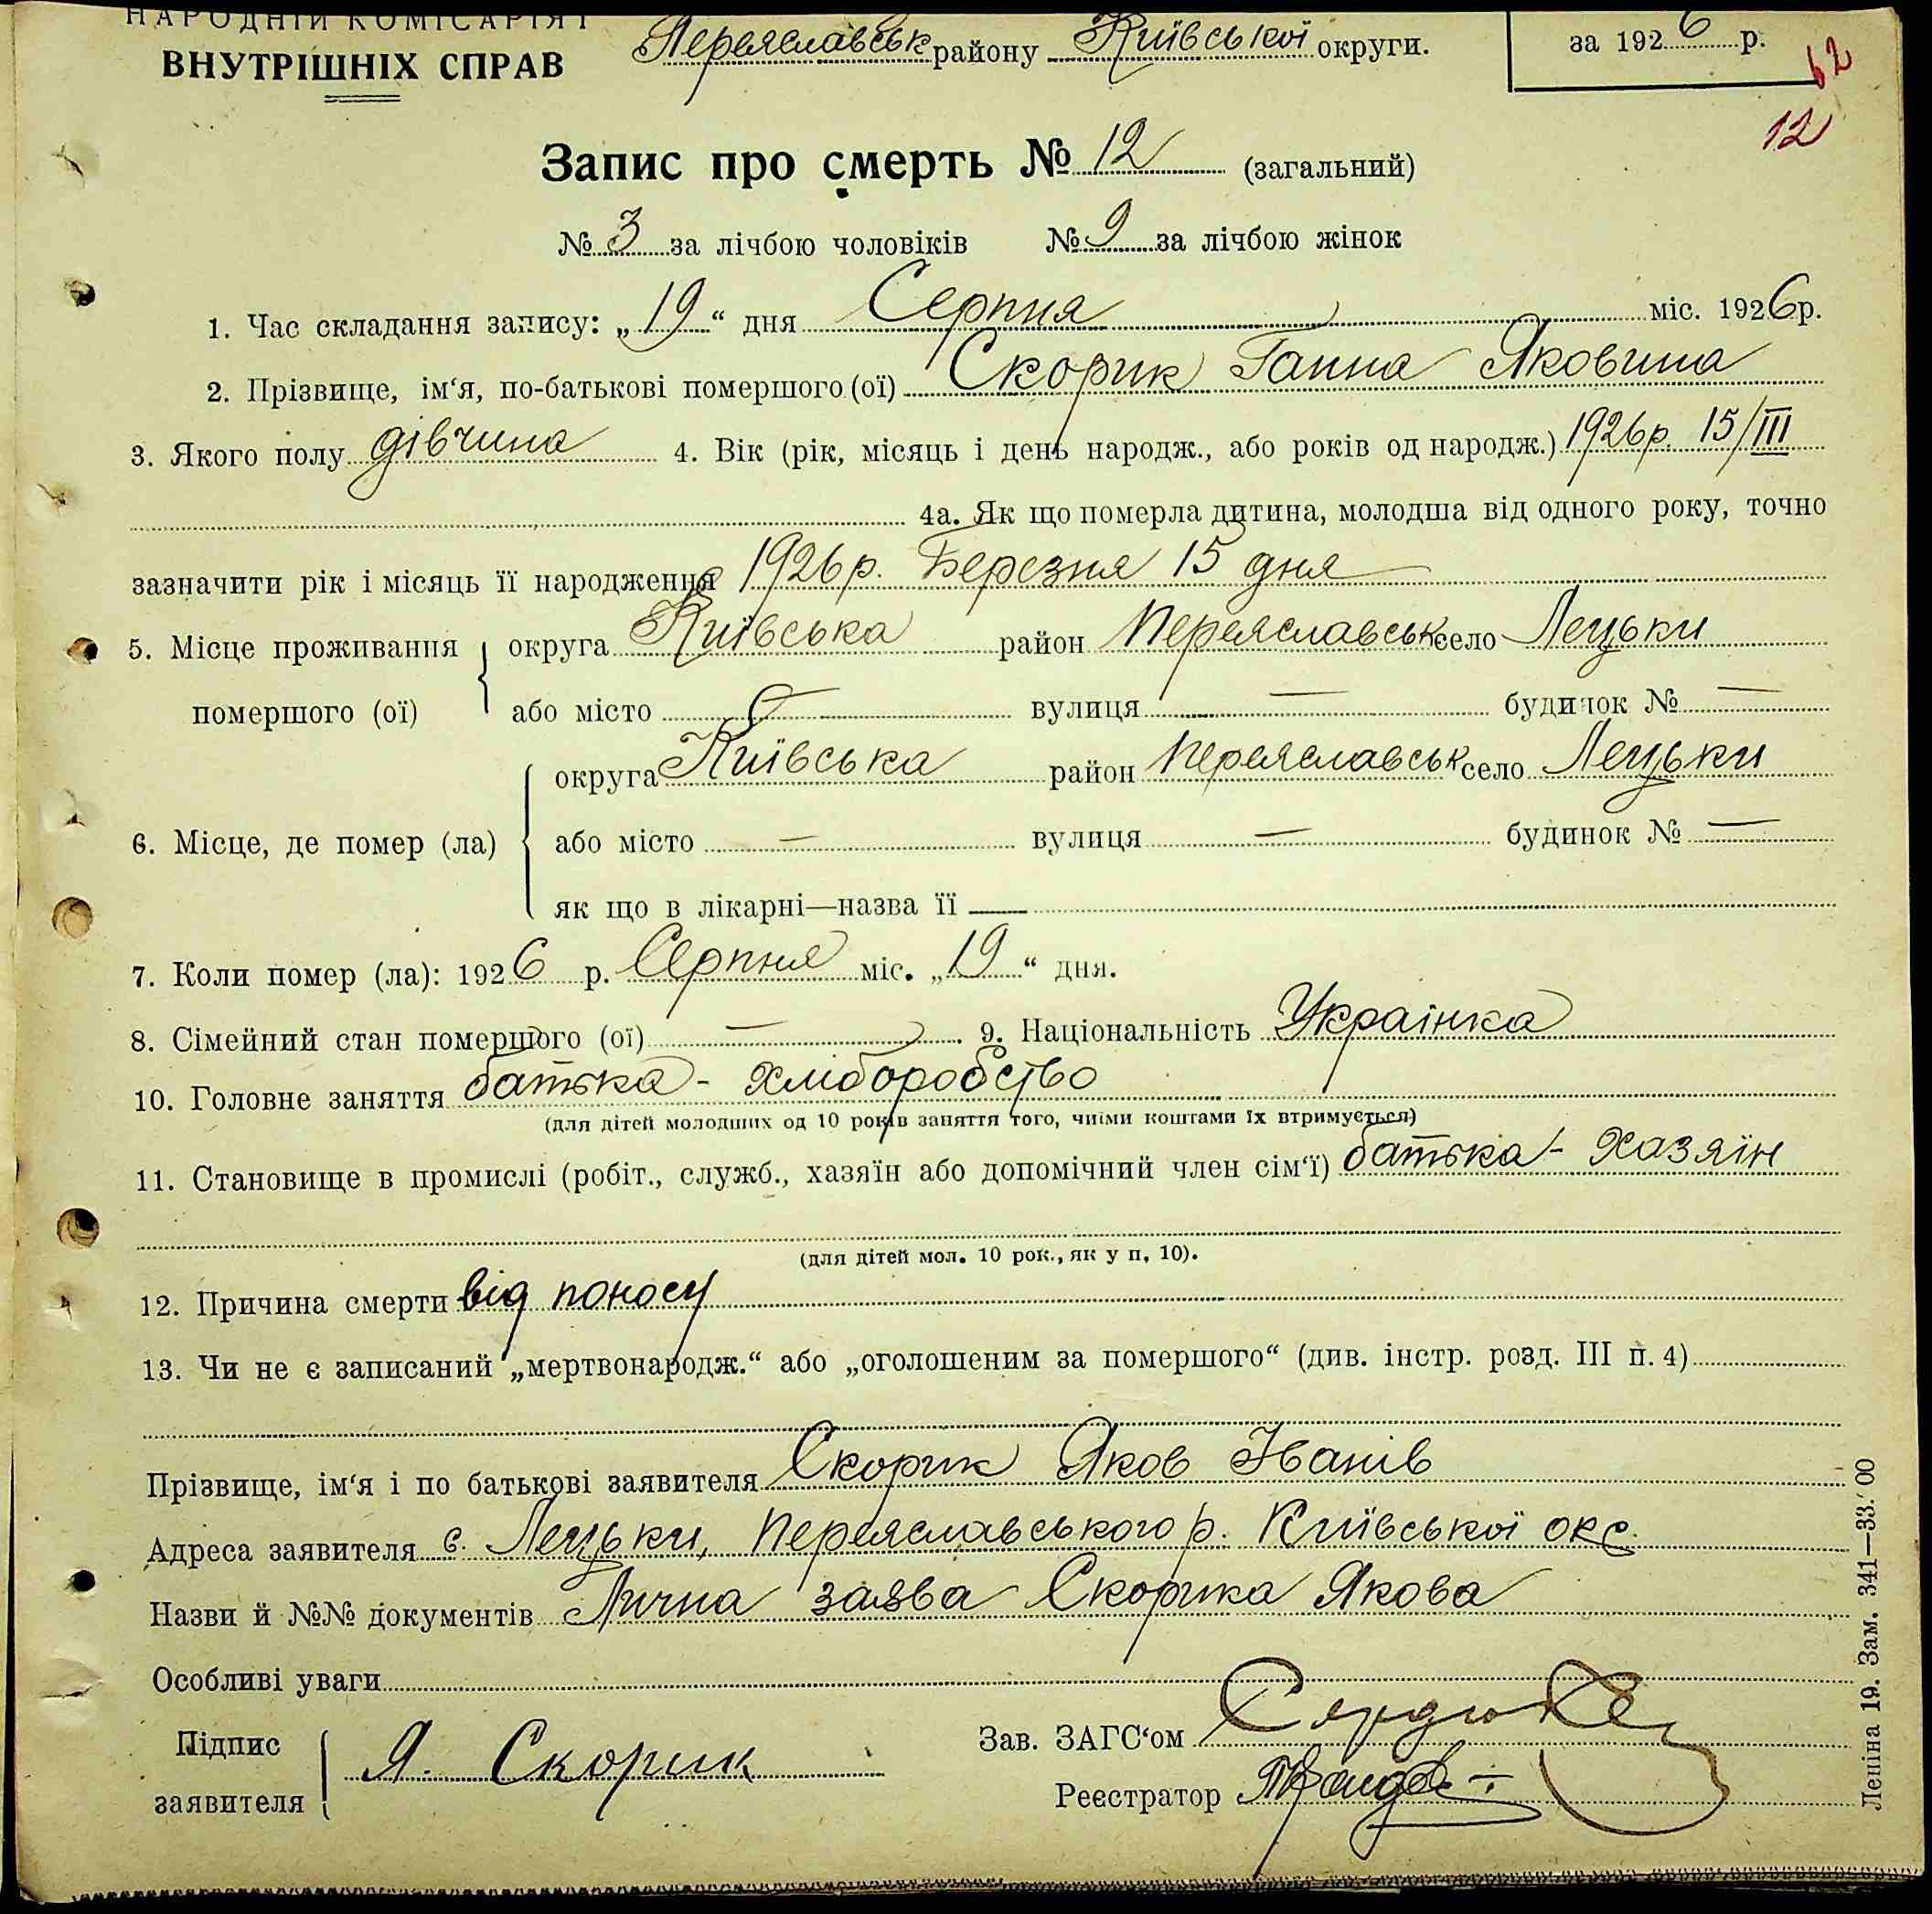 НАРОДНІЙ КОМІСАРІЯТ
ВНУТРІШНІХ СПРАВ
Переяславськ району Київської округи.
за 1926 р.
62
12
Запис про смерть № 12 (загальний)
№ 3 за лічбою чоловіків № 9 за лічбою жінок
1. Час складання запису: „19“ дня Серпня міс. 1926р.
2. Прізвище, ім‘я, по-батькові помершого (ої) Скорик Ганна Яковина
3. Якого полу дівчина 4. Вік (рік, місяць і день народж., або років од народж.) 1926р. 15/III
4а. Як що померла дитина, молодша від одного року, точно
зазначити рік і місяць її народження 1926р. Березня 15 дня
5. Місце проживання округа Київська район Переяславськ село Лецьки
помершого (ої) або місто — вулиця — будинок № —
округа Київська район Переяславськ село Лецьки
6. Місце, де помер (ла) або місто — вулиця — будинок № —
як що в лікарні—назва її —
7. Коли помер (ла): 1926 р. Серпня міс. „19“ дня.
8. Сімейний стан помершого (ої) — . 9. Національність Українка
10. Головне заняття батька - хліборобство
(для дітей молодших од 10 років заняття того, чиїми коштами їх втримується)
11. Становище в промислі (робіт., служб., хазяїн або допомічний член сім‘ї) батька - хазяїн
(для дітей мол. 10 рок., як у п. 10).
12. Причина смерти від поносу
13. Чи не є записаний „мертвонародж.“ або „оголошеним за помершого“ (див. інстр. розд. III п. 4)
Прізвище, ім‘я і по батькові заявителя Скорик Яков Іванів
Адреса заявителя с. Лецьки, Переяславського р. Київської окр.
Назви й №№ документів Лична заява Скорика Якова
Особливі уваги
Підпис заявителя Я. Скорик
Зав. ЗАГС‘ом Сердюк
Реєстратор
Леніна 19. Зам. 341—33.000